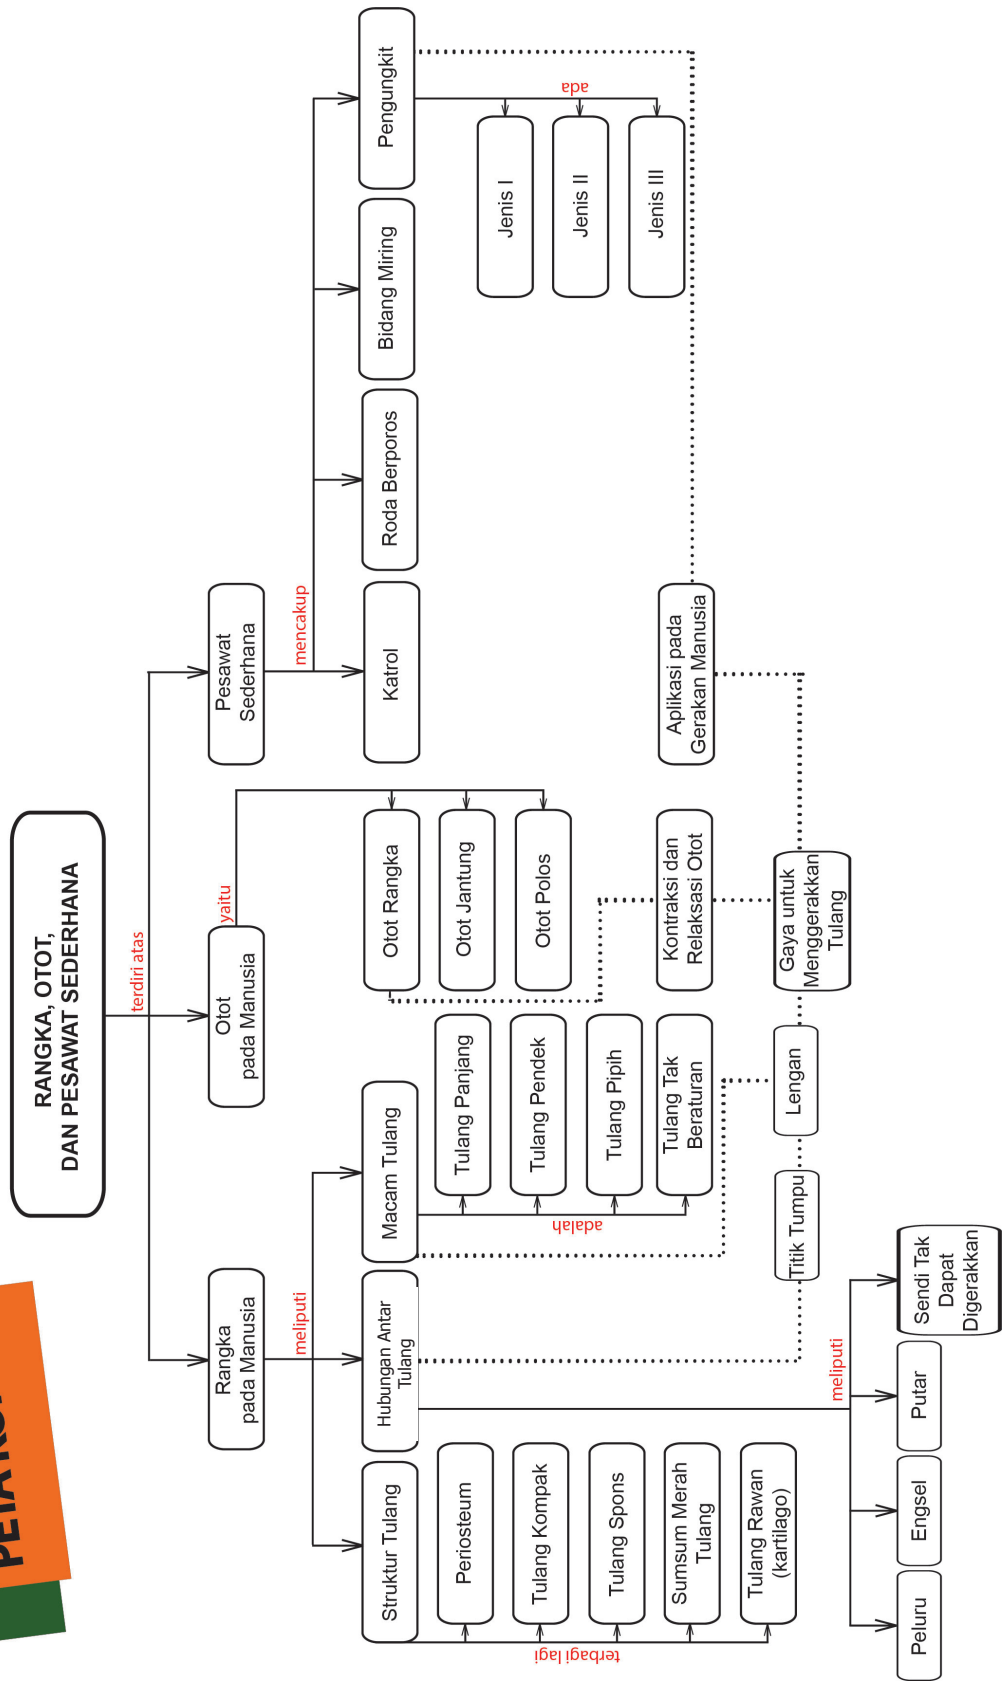 RANGKA, OTOT,
DAN PESAWAT SEDERHANA
terdiri atas
Rangka
pada Manusia
Otot
pada Manusia
Pesawat
Sederhana
meliputi
yaitu
mencakup
Struktur Tulang
Hubungan Antar
Tulang
Macam Tulang
Otot Rangka
Otot Jantung
Otot Polos
Katrol
Roda Berporos
Bidang Miring
Pengungkit
terbagi lagi
Periosteum
Tulang Kompak
Tulang Spons
Sumsum Merah
Tulang
Tulang Rawan
(kartilago)
adalah
Tulang Panjang
Tulang Pendek
Tulang Pipih
Tulang Tak
Beraturan
ada
Jenis I
Jenis II
Jenis III
Kontraksi dan
Relaksasi Otot
Aplikasi pada
Gerakan Manusia
Titik Tumpu
Lengan
Gaya untuk
Menggerakkan
Tulang
meliputi
Peluru
Engsel
Putar
Sendi Tak
Dapat
Digerakkan